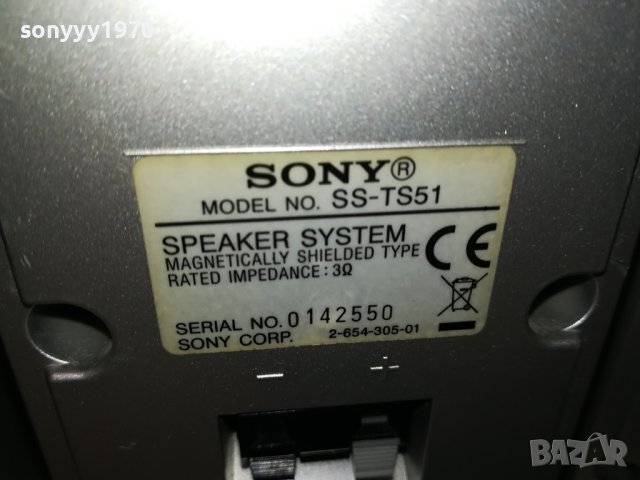 sonyyy1970
SONY®
MODEL NO. SS-TS51
SPEAKER SYSTEM
MAGNETICALLY SHIELDED TYPE
RATED IMPEDANCE : 3Ω
CE
SERIAL NO. 0142550
SONY CORP. 2-654-305-01
− +
BAZAR